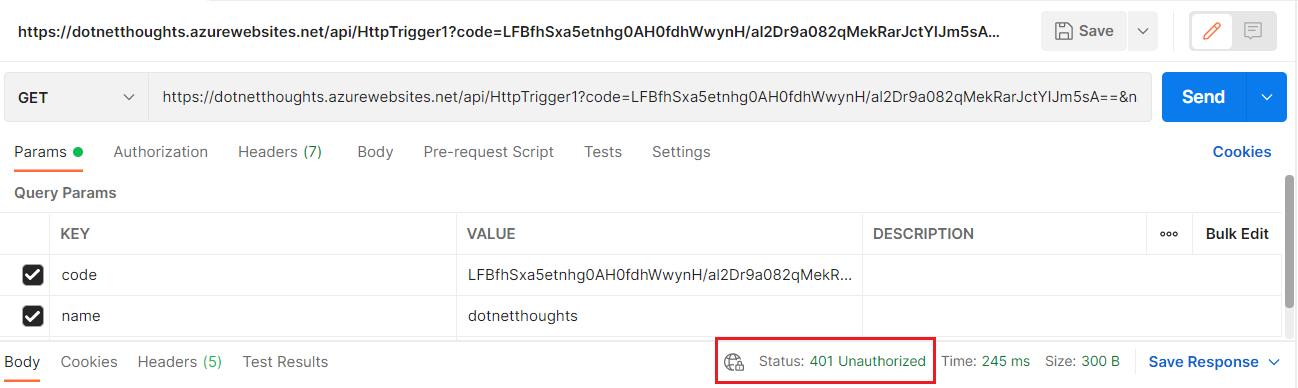 https://dotnetthoughts.azurewebsites.net/api/HttpTrigger1?code=LFBfhSxa5etnhg0AH0fdhWwynH/al2Dr9a082qMekRarJctYlJm5sA...
Save
GET
https://dotnetthoughts.azurewebsites.net/api/HttpTrigger1?code=LFBfhSxa5etnhg0AH0fdhWwynH/al2Dr9a082qMekRarJctYlJm5sA==&n
Send
Params Authorization Headers (7) Body Pre-request Script Tests Settings Cookies
Query Params
KEY VALUE DESCRIPTION ooo Bulk Edit
code LFBfhSxa5etnhg0AH0fdhWwynH/al2Dr9a082qMekR...
name dotnetthoughts
Body Cookies Headers (5) Test Results Status: 401 Unauthorized Time: 245 ms Size: 300 B Save Response